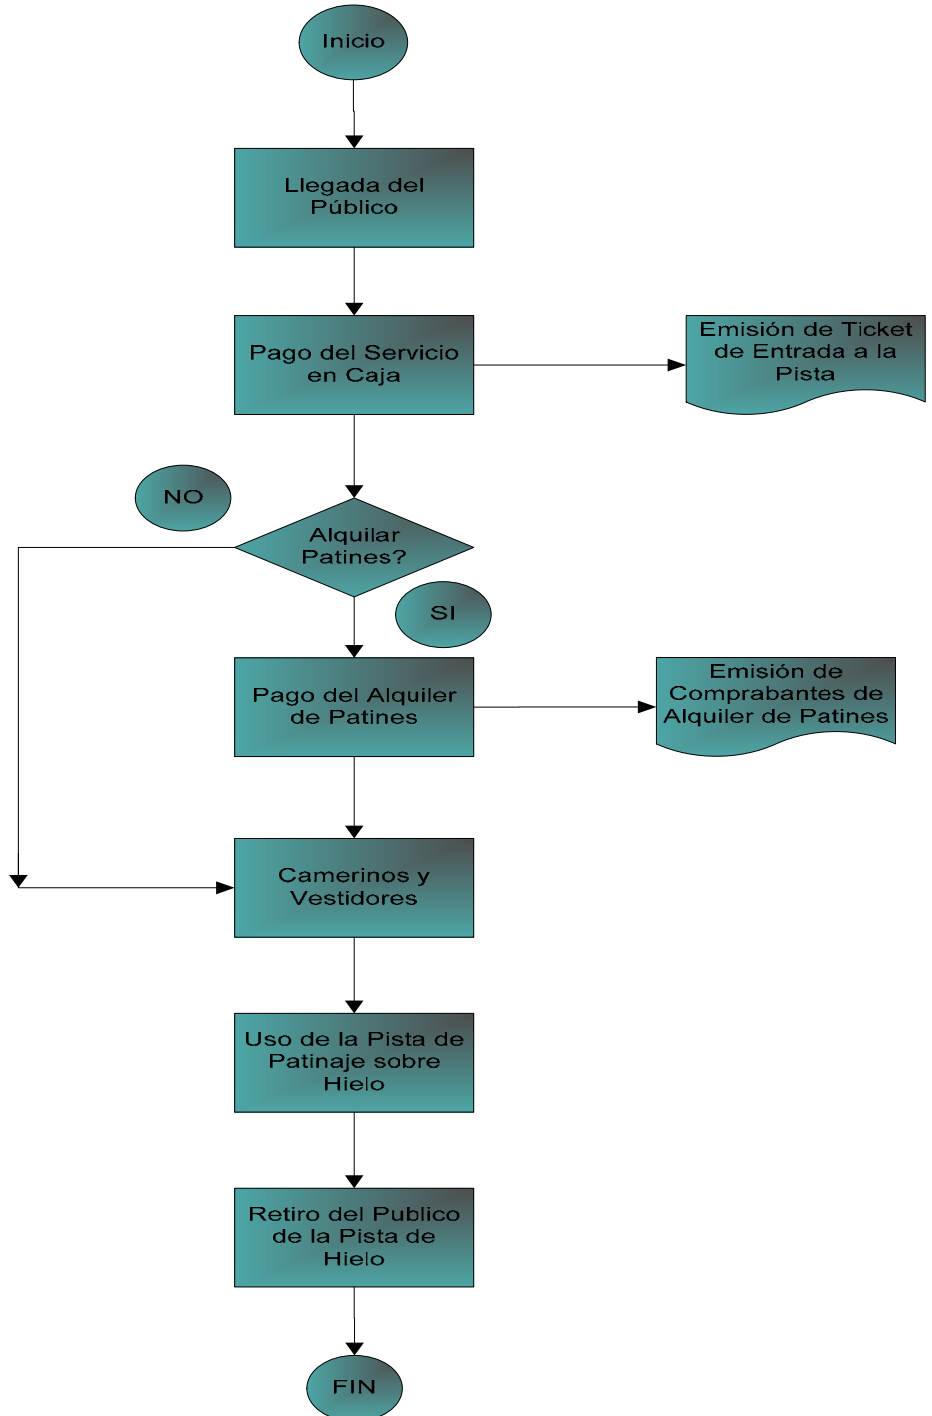 Inicio
Llegada del
Público
Pago del Servicio
en Caja
Emisión de Ticket
de Entrada a la
Pista
NO
Alquilar
Patines?
SI
Pago del Alquiler
de Patines
Emisión de
Comprabantes de
Alquiler de Patines
Camerinos y
Vestidores
Uso de la Pista de
Patinaje sobre
Hielo
Retiro del Publico
de la Pista de
Hielo
FIN